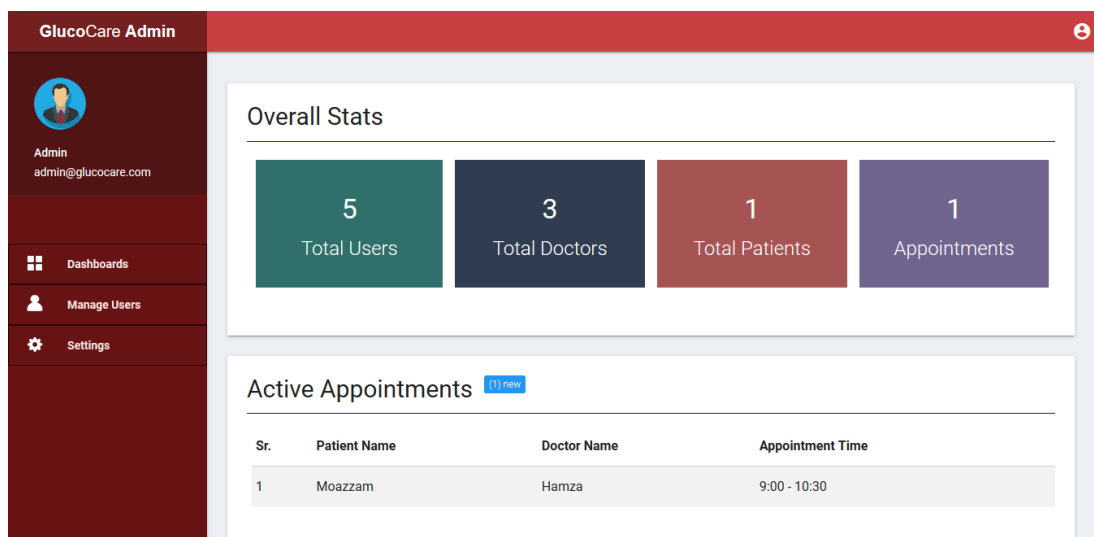 GlucoCare Admin
Admin
admin@glucocare.com
Dashboards
Manage Users
Settings
Overall Stats
5
Total Users
3
Total Doctors
1
Total Patients
1
Appointments
Active Appointments (1) new
Sr. Patient Name Doctor Name Appointment Time
1 Moazzam Hamza 9:00 - 10:30